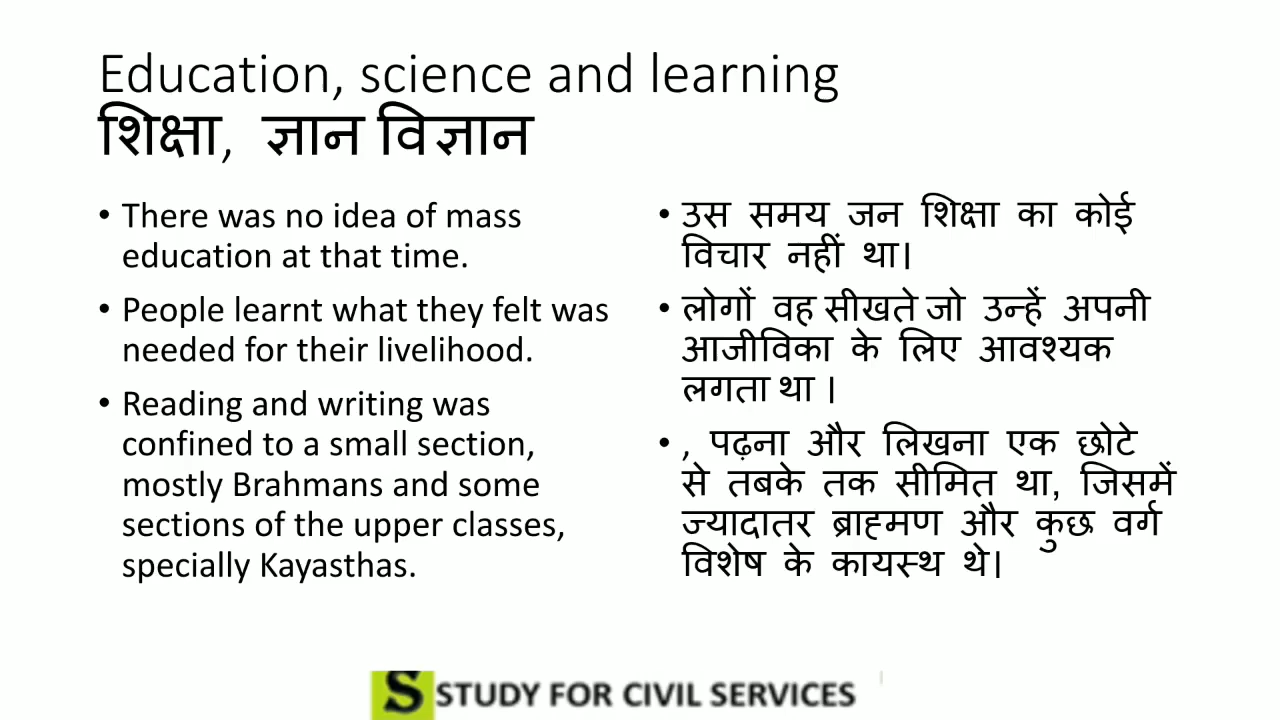 Education, science and learning
शिक्षा, ज्ञान विज्ञान
• There was no idea of mass
education at that time.
• People learnt what they felt was
needed for their livelihood.
• Reading and writing was
confined to a small section,
mostly Brahmans and some
sections of the upper classes,
specially Kayasthas.
• उस समय जन शिक्षा का कोई
विचार नहीं था।
• लोगों वह सीखते जो उन्हें अपनी
आजीविका के लिए आवश्यक
लगता था ।
• , पढ़ना और लिखना एक छोटे
से तबके तक सीमित था, जिसमें
ज्यादातर ब्राह्मण और कुछ वर्ग
विशेष के कायस्थ थे।
S STUDY FOR CIVIL SERVICES